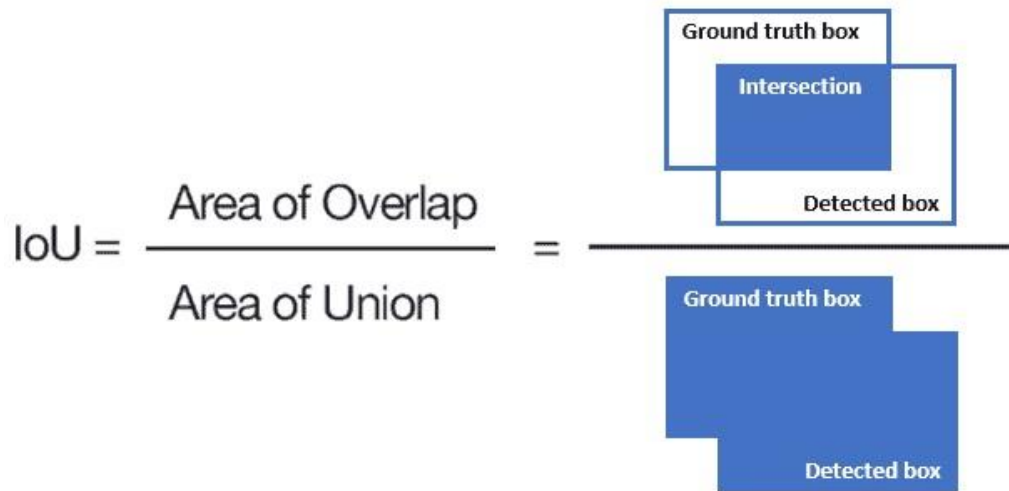 IoU =
Area of Overlap
Area of Union
=
Ground truth box
Intersection
Detected box
Ground truth box
Detected box